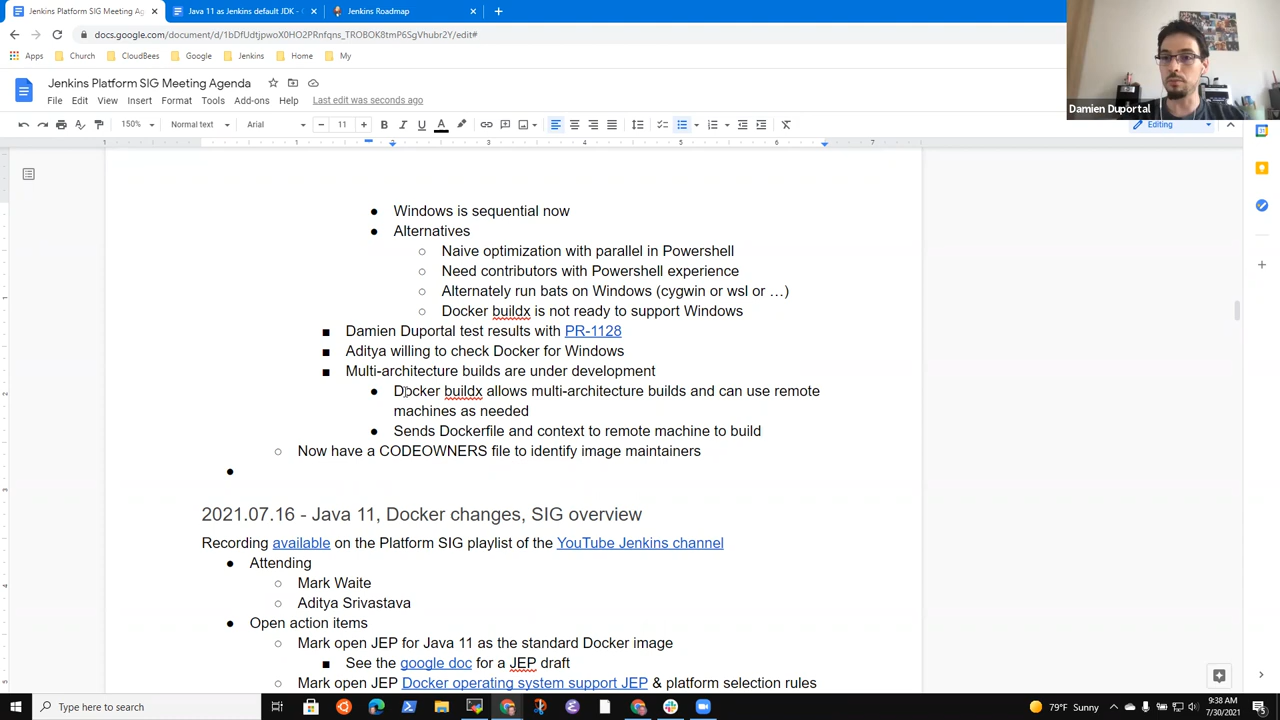 Jenkins Platform SIG Meeting Ag
Java 11 as Jenkins default JDK -
Jenkins Roadmap
docs.google.com/document/d/1bDfUdtjpwoX0HO2PRnfqns_TROBOK8tmP6SgVhubr2Y/edit#
Apps Church CloudBees Google Jenkins Home My
Jenkins Platform SIG Meeting Agenda
File Edit View Insert Format Tools Add-ons Help Last edit was seconds ago
150% Normal text Arial 11 Editing
Damien Duportal
1 2 3 4 5 6 7
Windows is sequential now
Alternatives
Naive optimization with parallel in Powershell
Need contributors with Powershell experience
Alternately run bats on Windows (cygwin or wsl or …)
Docker buildx is not ready to support Windows
Damien Duportal test results with PR-1128
Aditya willing to check Docker for Windows
Multi-architecture builds are under development
Docker buildx allows multi-architecture builds and can use remote
machines as needed
Sends Dockerfile and context to remote machine to build
Now have a CODEOWNERS file to identify image maintainers
2021.07.16 - Java 11, Docker changes, SIG overview
Recording available on the Platform SIG playlist of the YouTube Jenkins channel
Attending
Mark Waite
Aditya Srivastava
Open action items
Mark open JEP for Java 11 as the standard Docker image
See the google doc for a JEP draft
Mark open JEP Docker operating system support JEP & platform selection rules
Type here to search
79°F Sunny
9:38 AM
7/30/2021